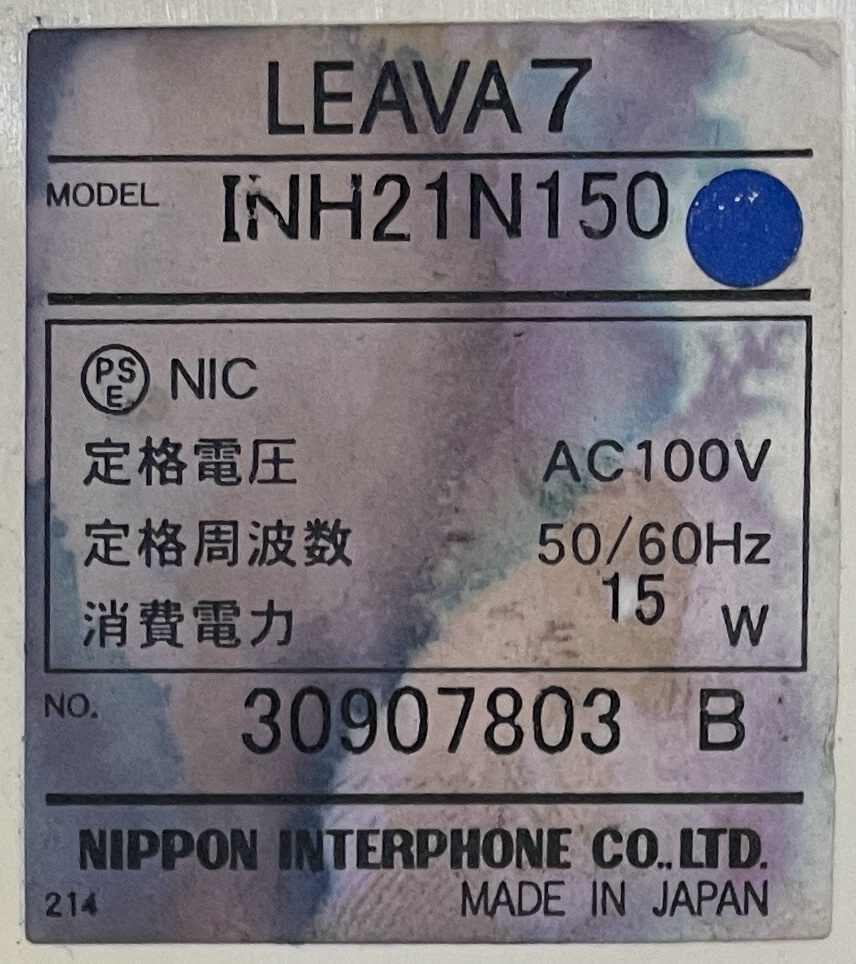 LEAVA7
MODEL INH21N150
PSE NIC
定格電圧 AC100V
定格周波数 50/60Hz
消費電力 15 W
NO. 30907803 B
NIPPON INTERPHONE CO.,LTD.
214 MADE IN JAPAN